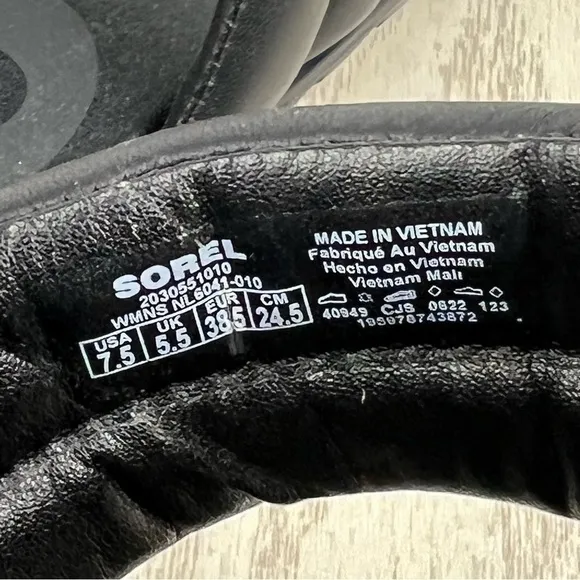 SOREL
2030551010
WMNS NL6041-010
USA UK EUR CM
7.5 5.5 38.5 24.5
MADE IN VIETNAM
Fabriqué Au Vietnam
Hecho en Vietnam
Vietnam Malı
40949 CJS 0622 123
195978743872